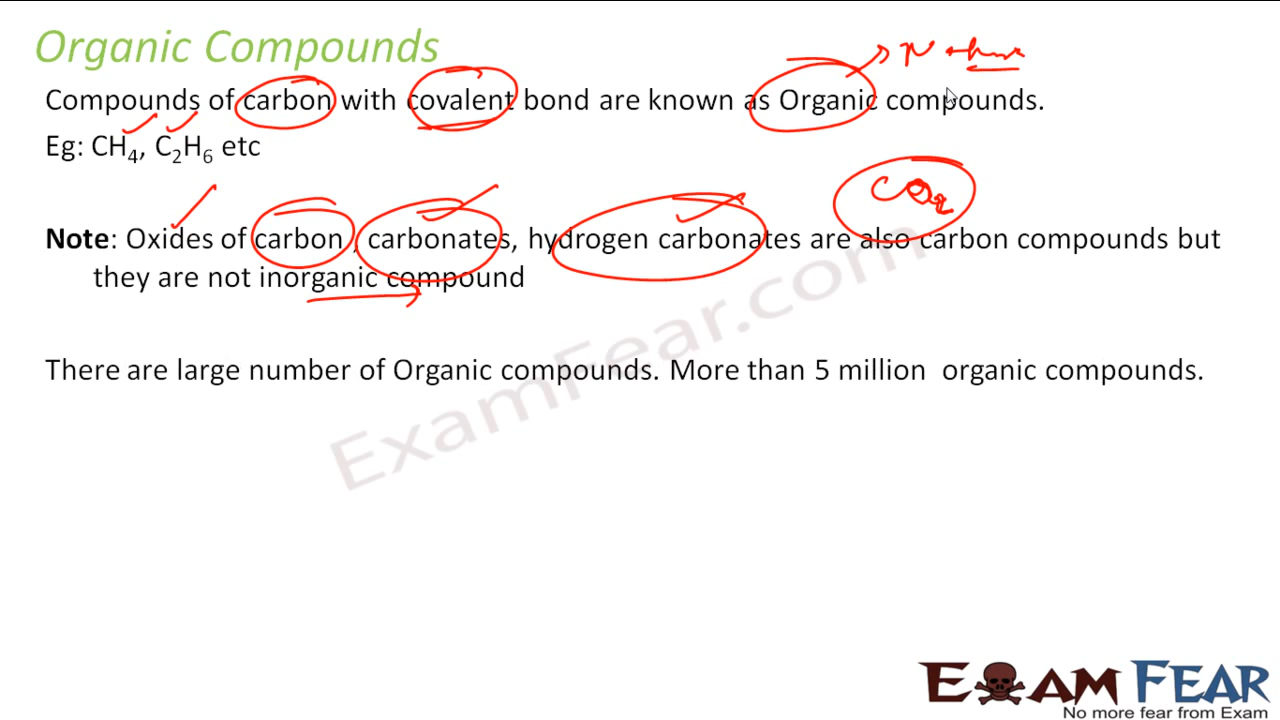 Organic Compounds
Nature
Compounds of carbon with covalent bond are known as Organic compounds.
Eg: CH₄, C₂H₆ etc
CO₂
Note: Oxides of carbon, carbonates, hydrogen carbonates are also carbon compounds but
they are not inorganic compound
There are large number of Organic compounds. More than 5 million organic compounds.
ExamFear.com
EXAM FEAR
No more fear from Exam